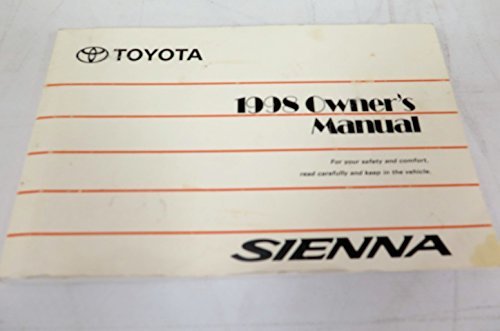 TOYOTA
1998 Owner's
Manual
For your safety and comfort,
read carefully and keep in the vehicle.
SIENNA